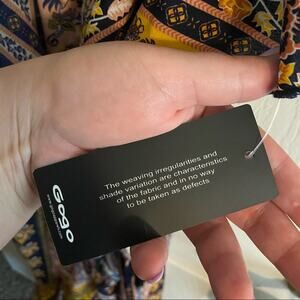 Gogo
The weaving irregularities and
shade variation are characteristics
of the fabric and in no way
to be taken as defects